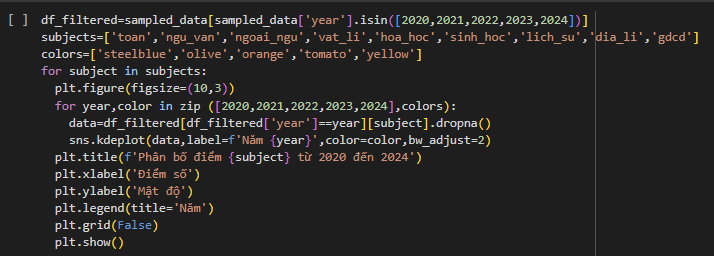 [ ] df_filtered=sampled_data[sampled_data['year'].isin([2020,2021,2022,2023,2024])]
subjects=['toan','ngu_van','ngoai_ngu','vat_li','hoa_hoc','sinh_hoc','lich_su','dia_li','gdcd']
colors=['steelblue','olive','orange','tomato','yellow']
for subject in subjects:
  plt.figure(figsize=(10,3))
  for year,color in zip ([2020,2021,2022,2023,2024],colors):
    data=df_filtered[df_filtered['year']==year][subject].dropna()
    sns.kdeplot(data,label=f'Năm {year}',color=color,bw_adjust=2)
  plt.title(f'Phân bố điểm {subject} từ 2020 đến 2024')
  plt.xlabel('Điểm số')
  plt.ylabel('Mật độ')
  plt.legend(title='Năm')
  plt.grid(False)
  plt.show()